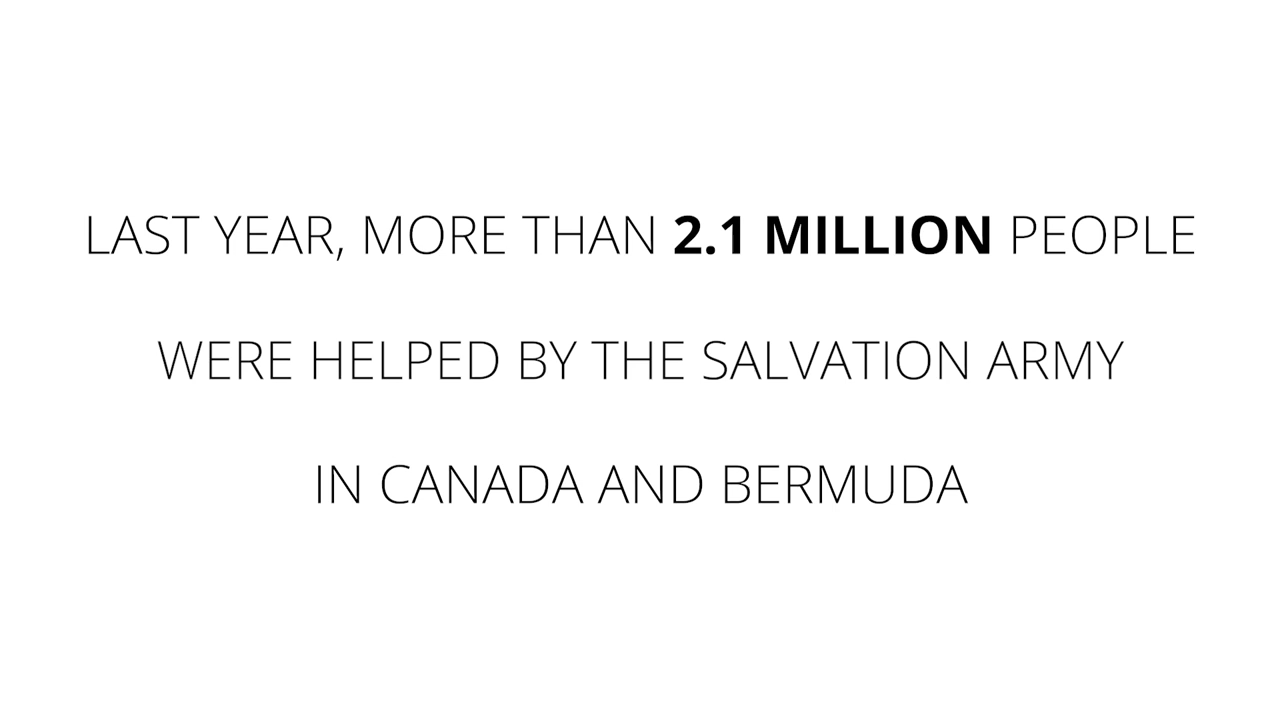 LAST YEAR, MORE THAN 2.1 MILLION PEOPLE
WERE HELPED BY THE SALVATION ARMY
IN CANADA AND BERMUDA